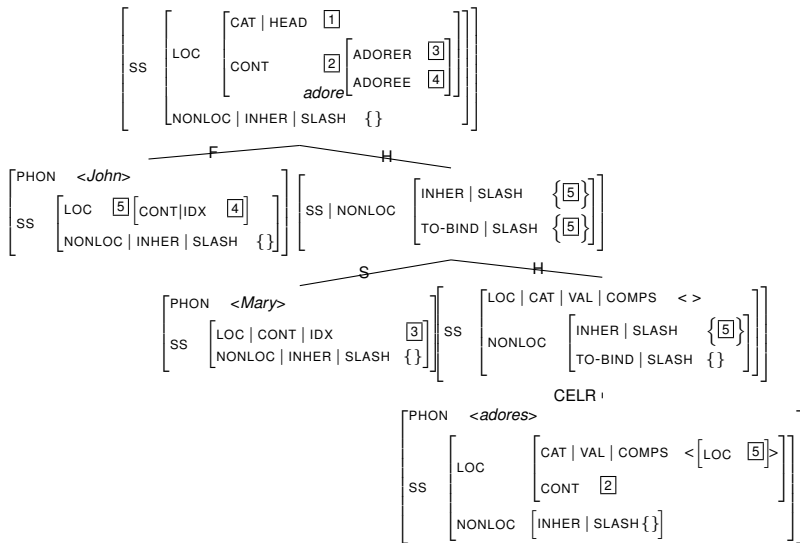 CAT | HEAD 1
LOC
CONT 2 ADORER 3
SS
ADOREE 4
adore
NONLOC | INHER | SLASH {}
F H
PHON <John>
INHER | SLASH {5}
LOC 5 [CONT|IDX 4]
SS | NONLOC
SS
TO-BIND | SLASH {5}
NONLOC | INHER | SLASH {}
S H
PHON <Mary>
LOC | CAT | VAL | COMPS < >
LOC | CONT | IDX 3
SS
INHER | SLASH {5}
SS
NONLOC
NONLOC | INHER | SLASH {}
TO-BIND | SLASH {}
CELR
PHON <adores>
CAT | VAL | COMPS <[LOC 5]>
LOC
CONT 2
SS
NONLOC [INHER | SLASH{}]